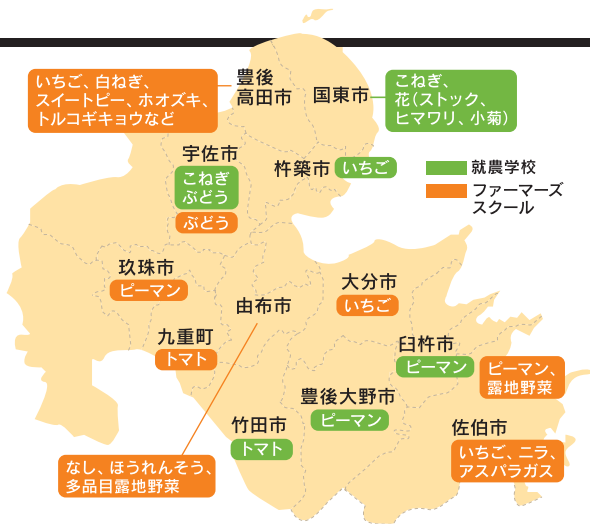 いちご、白ねぎ、
スイートピー、ホオズキ、
トルコギキョウなど
豊後
高田市
国東市
こねぎ、
花（ストック、
ヒマワリ、小菊）
宇佐市
こねぎ
ぶどう
ぶどう
杵築市
いちご
就農学校
ファーマーズ
スクール
玖珠市
ピーマン
由布市
大分市
いちご
九重町
トマト
臼杵市
ピーマン
ピーマン、
露地野菜
豊後大野市
ピーマン
竹田市
トマト
佐伯市
いちご、ニラ、
アスパラガス
なし、ほうれんそう、
多品目露地野菜